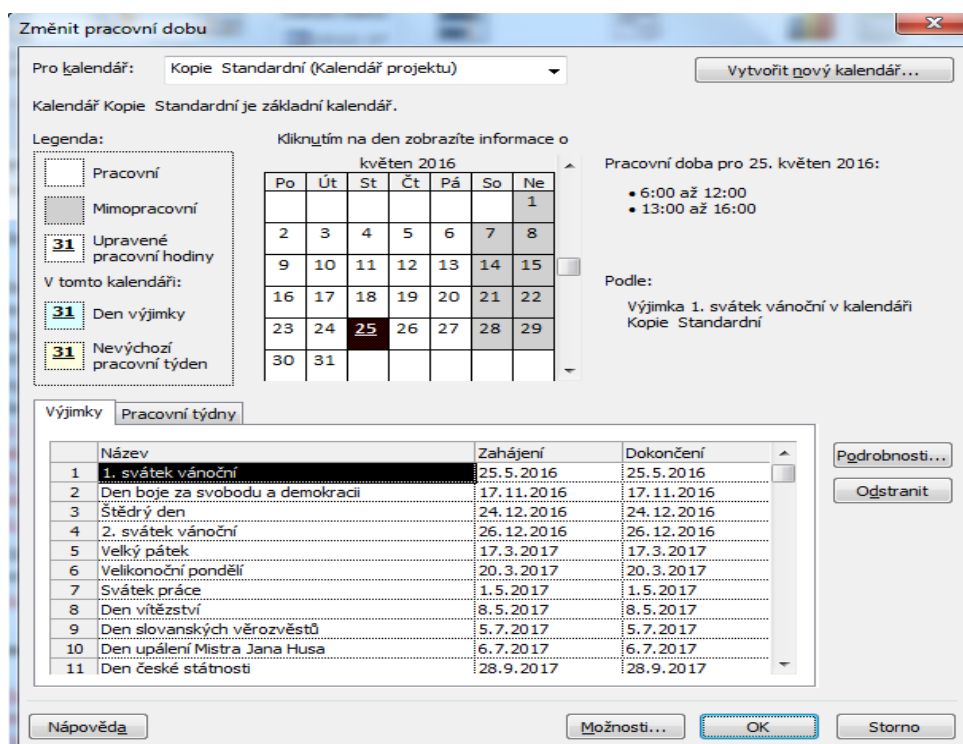 Změnit pracovní dobu
Pro kalendář: Kopie Standardní (Kalendář projektu) Vytvořit nový kalendář...
Kalendář Kopie Standardní je základní kalendář.
Legenda:
Pracovní
Mimopracovní
31 Upravené
pracovní hodiny
V tomto kalendáři:
31 Den výjimky
31 Nevýchozí
pracovní týden
Kliknutím na den zobrazíte informace o
květen 2016
Po Út St Čt Pá So Ne
1
2 3 4 5 6 7 8
9 10 11 12 13 14 15
16 17 18 19 20 21 22
23 24 25 26 27 28 29
30 31
Pracovní doba pro 25. květen 2016:
• 6:00 až 12:00
• 13:00 až 16:00
Podle:
Výjimka 1. svátek vánoční v kalendáři
Kopie Standardní
Výjimky Pracovní týdny
Název Zahájení Dokončení
1 1. svátek vánoční 25.5.2016 25.5.2016
2 Den boje za svobodu a demokracii 17.11.2016 17.11.2016
3 Štědrý den 24.12.2016 24.12.2016
4 2. svátek vánoční 26.12.2016 26.12.2016
5 Velký pátek 17.3.2017 17.3.2017
6 Velikonoční pondělí 20.3.2017 20.3.2017
7 Svátek práce 1.5.2017 1.5.2017
8 Den vítězství 8.5.2017 8.5.2017
9 Den slovanských věrozvěstů 5.7.2017 5.7.2017
10 Den upálení Mistra Jana Husa 6.7.2017 6.7.2017
11 Den české státnosti 28.9.2017 28.9.2017
Podrobnosti...
Odstranit
Nápověda Možnosti... OK Storno